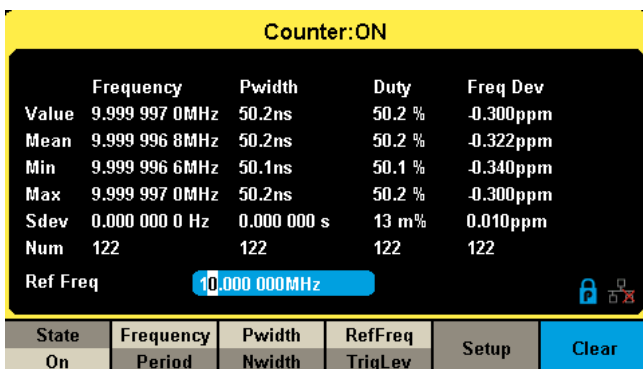 Counter:ON
Frequency Pwidth Duty Freq Dev
Value 9.999 997 0MHz 50.2ns 50.2 % -0.300ppm
Mean 9.999 996 8MHz 50.2ns 50.2 % -0.322ppm
Min 9.999 996 6MHz 50.1ns 50.1 % -0.340ppm
Max 9.999 997 0MHz 50.2ns 50.2 % -0.300ppm
Sdev 0.000 000 0 Hz 0.000 000 s 13 m% 0.010ppm
Num 122 122 122 122
Ref Freq 10.000 000MHz
State Frequency Pwidth RefFreq Setup Clear
On Period Nwidth TrigLev